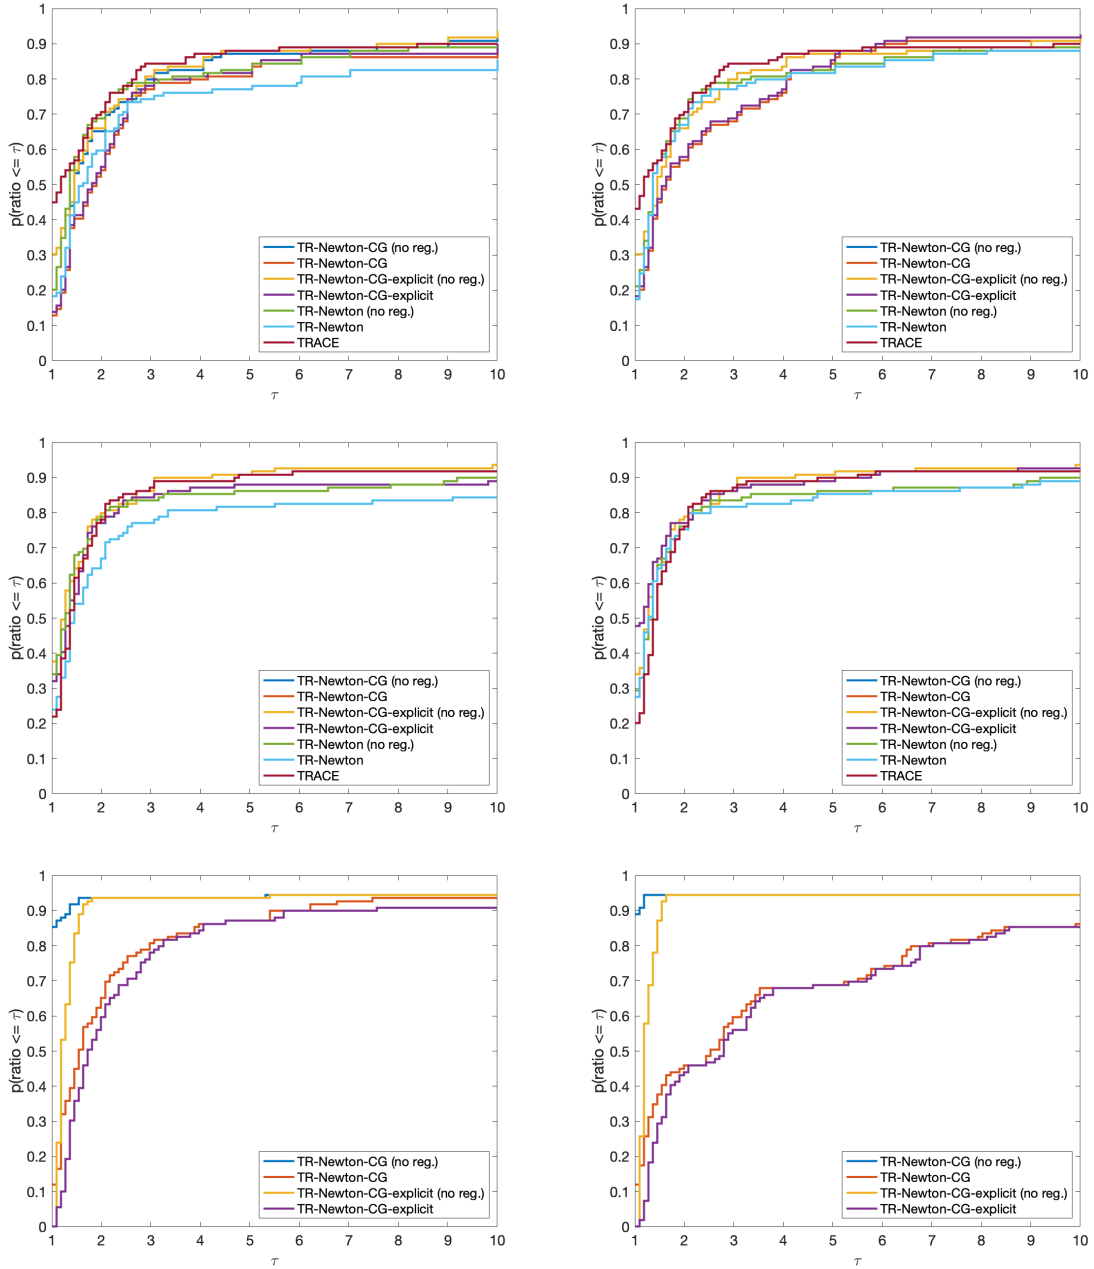 1
0.9
0.8
0.7
0.6
0.5
0.4
0.3
0.2
0.1
0
p(ratio <= τ)
TR-Newton-CG (no reg.)
TR-Newton-CG
TR-Newton-CG-explicit (no reg.)
TR-Newton-CG-explicit
TR-Newton (no reg.)
TR-Newton
TRACE
1 2 3 4 5 6 7 8 9 10
τ
1
0.9
0.8
0.7
0.6
0.5
0.4
0.3
0.2
0.1
0
p(ratio <= τ)
TR-Newton-CG (no reg.)
TR-Newton-CG
TR-Newton-CG-explicit (no reg.)
TR-Newton-CG-explicit
TR-Newton (no reg.)
TR-Newton
TRACE
1 2 3 4 5 6 7 8 9 10
τ
1
0.9
0.8
0.7
0.6
0.5
0.4
0.3
0.2
0.1
0
p(ratio <= τ)
TR-Newton-CG (no reg.)
TR-Newton-CG
TR-Newton-CG-explicit (no reg.)
TR-Newton-CG-explicit
TR-Newton (no reg.)
TR-Newton
TRACE
1 2 3 4 5 6 7 8 9 10
τ
1
0.9
0.8
0.7
0.6
0.5
0.4
0.3
0.2
0.1
0
p(ratio <= τ)
TR-Newton-CG (no reg.)
TR-Newton-CG
TR-Newton-CG-explicit (no reg.)
TR-Newton-CG-explicit
TR-Newton (no reg.)
TR-Newton
TRACE
1 2 3 4 5 6 7 8 9 10
τ
1
0.9
0.8
0.7
0.6
0.5
0.4
0.3
0.2
0.1
0
p(ratio <= τ)
TR-Newton-CG (no reg.)
TR-Newton-CG
TR-Newton-CG-explicit (no reg.)
TR-Newton-CG-explicit
1 2 3 4 5 6 7 8 9 10
τ
1
0.9
0.8
0.7
0.6
0.5
0.4
0.3
0.2
0.1
0
p(ratio <= τ)
TR-Newton-CG (no reg.)
TR-Newton-CG
TR-Newton-CG-explicit (no reg.)
TR-Newton-CG-explicit
1 2 3 4 5 6 7 8 9 10
τ